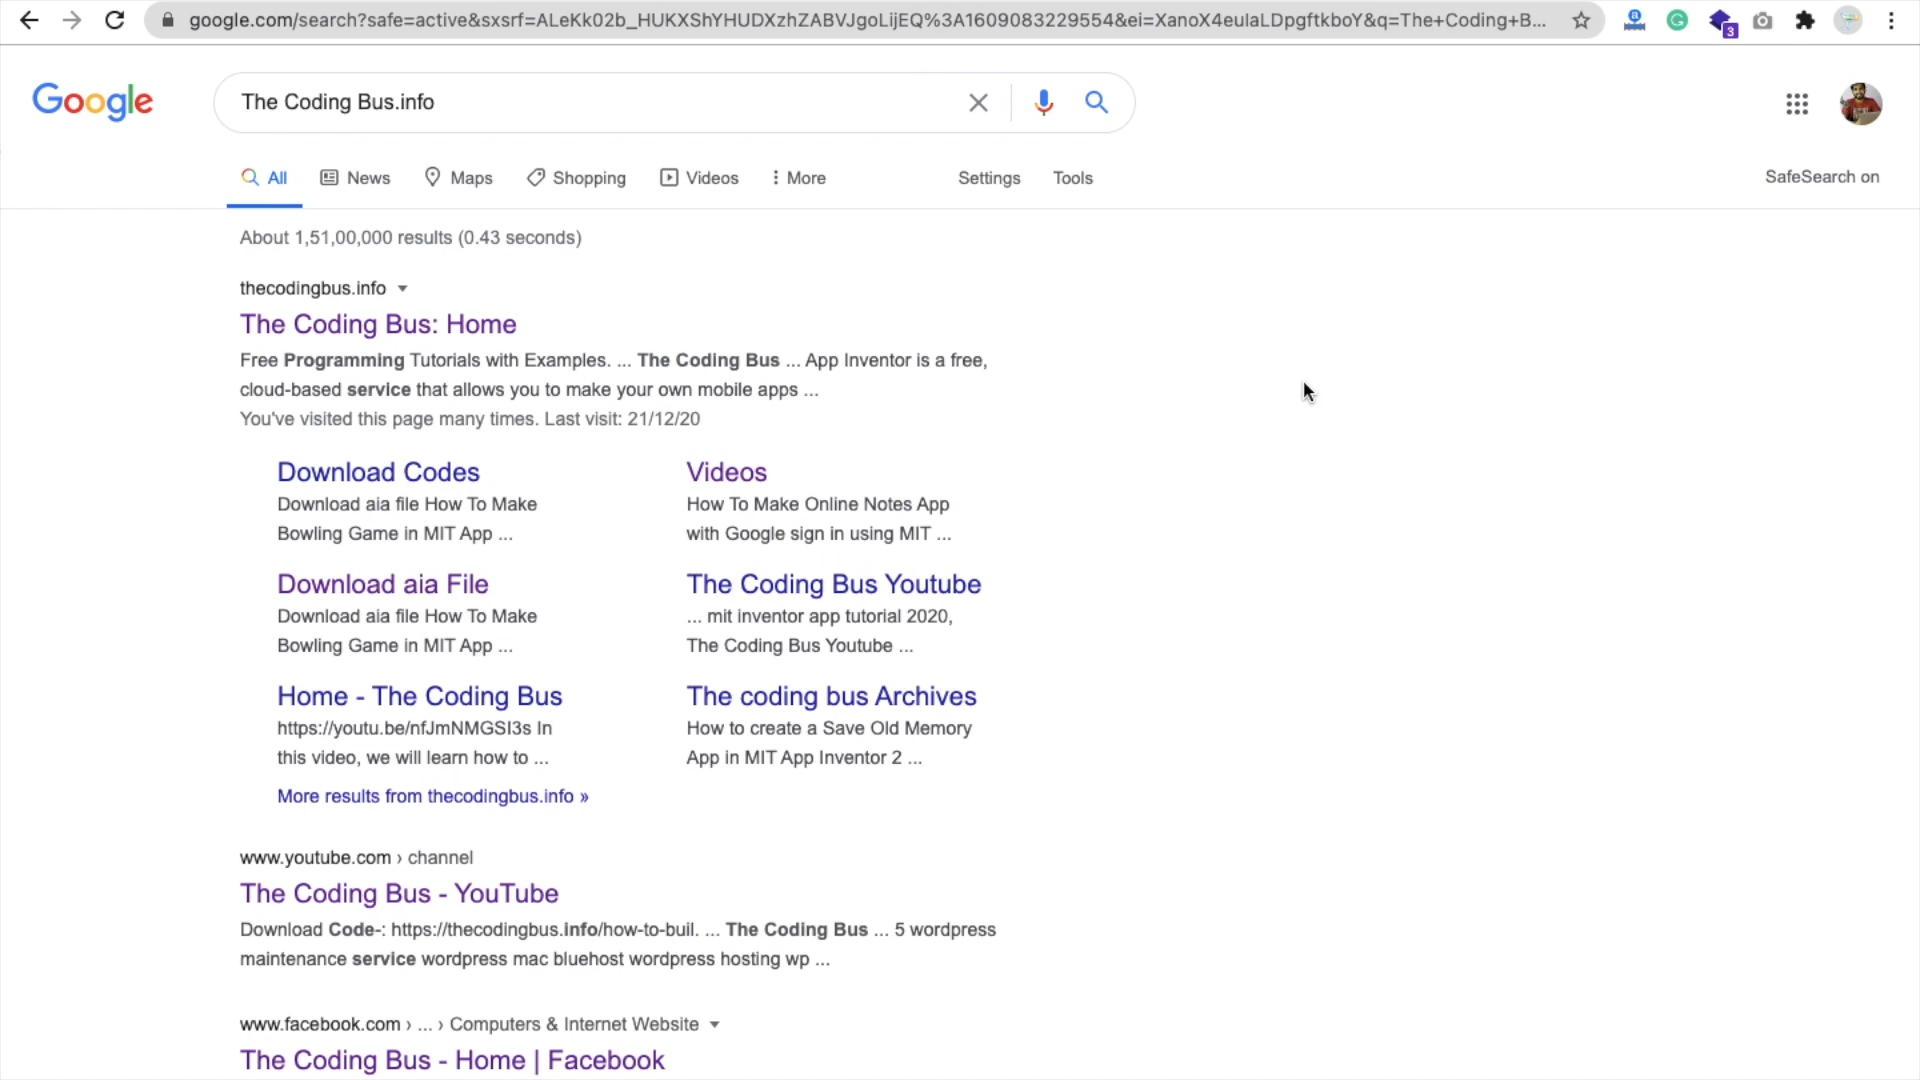 google.com/search?safe=active&sxsrf=ALeKk02b_HUKXShYHUDXzhZABVJgoLijEQ%3A1609083229554&ei=XanoX4eulaLDpgftkboY&q=The+Coding+B...
3
Google
The Coding Bus.info
All News Maps Shopping Videos More Settings Tools SafeSearch on
About 1,51,00,000 results (0.43 seconds)
thecodingbus.info
The Coding Bus: Home
Free Programming Tutorials with Examples. ... The Coding Bus ... App Inventor is a free,
cloud-based service that allows you to make your own mobile apps ...
You've visited this page many times. Last visit: 21/12/20
Download Codes
Download aia file How To Make
Bowling Game in MIT App ...
Videos
How To Make Online Notes App
with Google sign in using MIT ...
Download aia File
Download aia file How To Make
Bowling Game in MIT App ...
The Coding Bus Youtube
... mit inventor app tutorial 2020,
The Coding Bus Youtube ...
Home - The Coding Bus
https://youtu.be/nfJmNMGSI3s In
this video, we will learn how to ...
The coding bus Archives
How to create a Save Old Memory
App in MIT App Inventor 2 ...
More results from thecodingbus.info »
www.youtube.com › channel
The Coding Bus - YouTube
Download Code-: https://thecodingbus.info/how-to-buil. ... The Coding Bus ... 5 wordpress
maintenance service wordpress mac bluehost wordpress hosting wp ...
www.facebook.com › ... › Computers & Internet Website
The Coding Bus - Home | Facebook